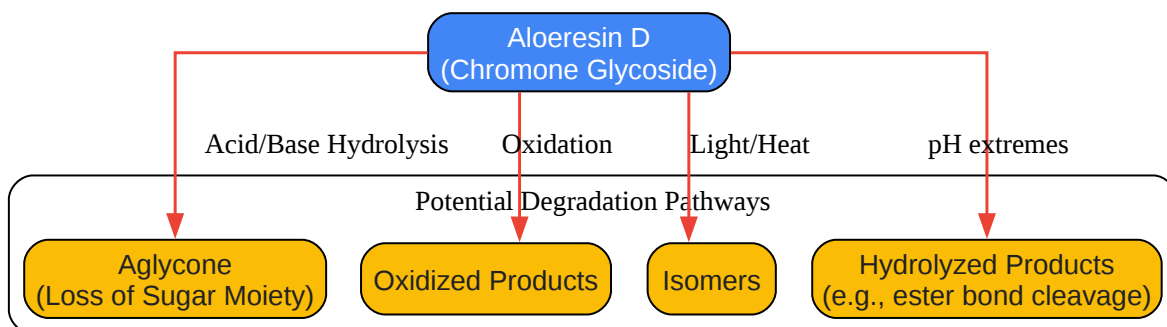 Aloeresin D
(Chromone Glycoside)
Acid/Base Hydrolysis
Oxidation
Light/Heat
pH extremes
Potential Degradation Pathways
Aglycone
(Loss of Sugar Moiety)
Oxidized Products
Isomers
Hydrolyzed Products
(e.g., ester bond cleavage)